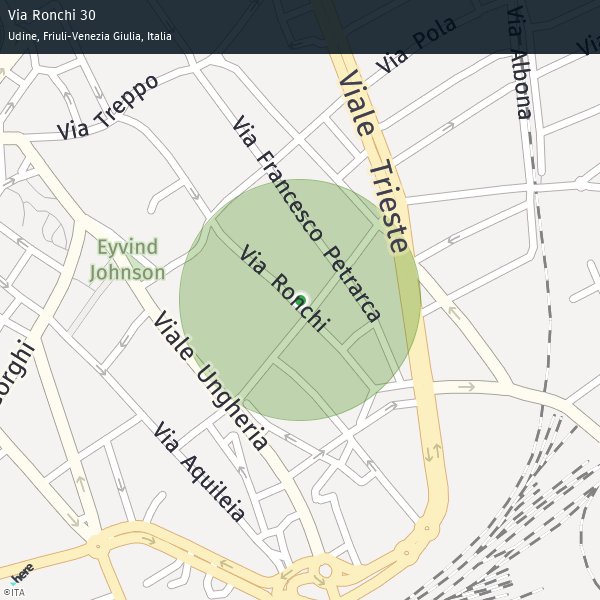 Via Ronchi 30
Udine, Friuli-Venezia Giulia, Italia
Via Pola
Via Albona
Via
Via Treppo
Viale Trieste
Via Francesco Petrarca
Eyvind
Johnson
Via Ronchi
Viale Ungheria
orghi
Via Aquileia
here
©ITA